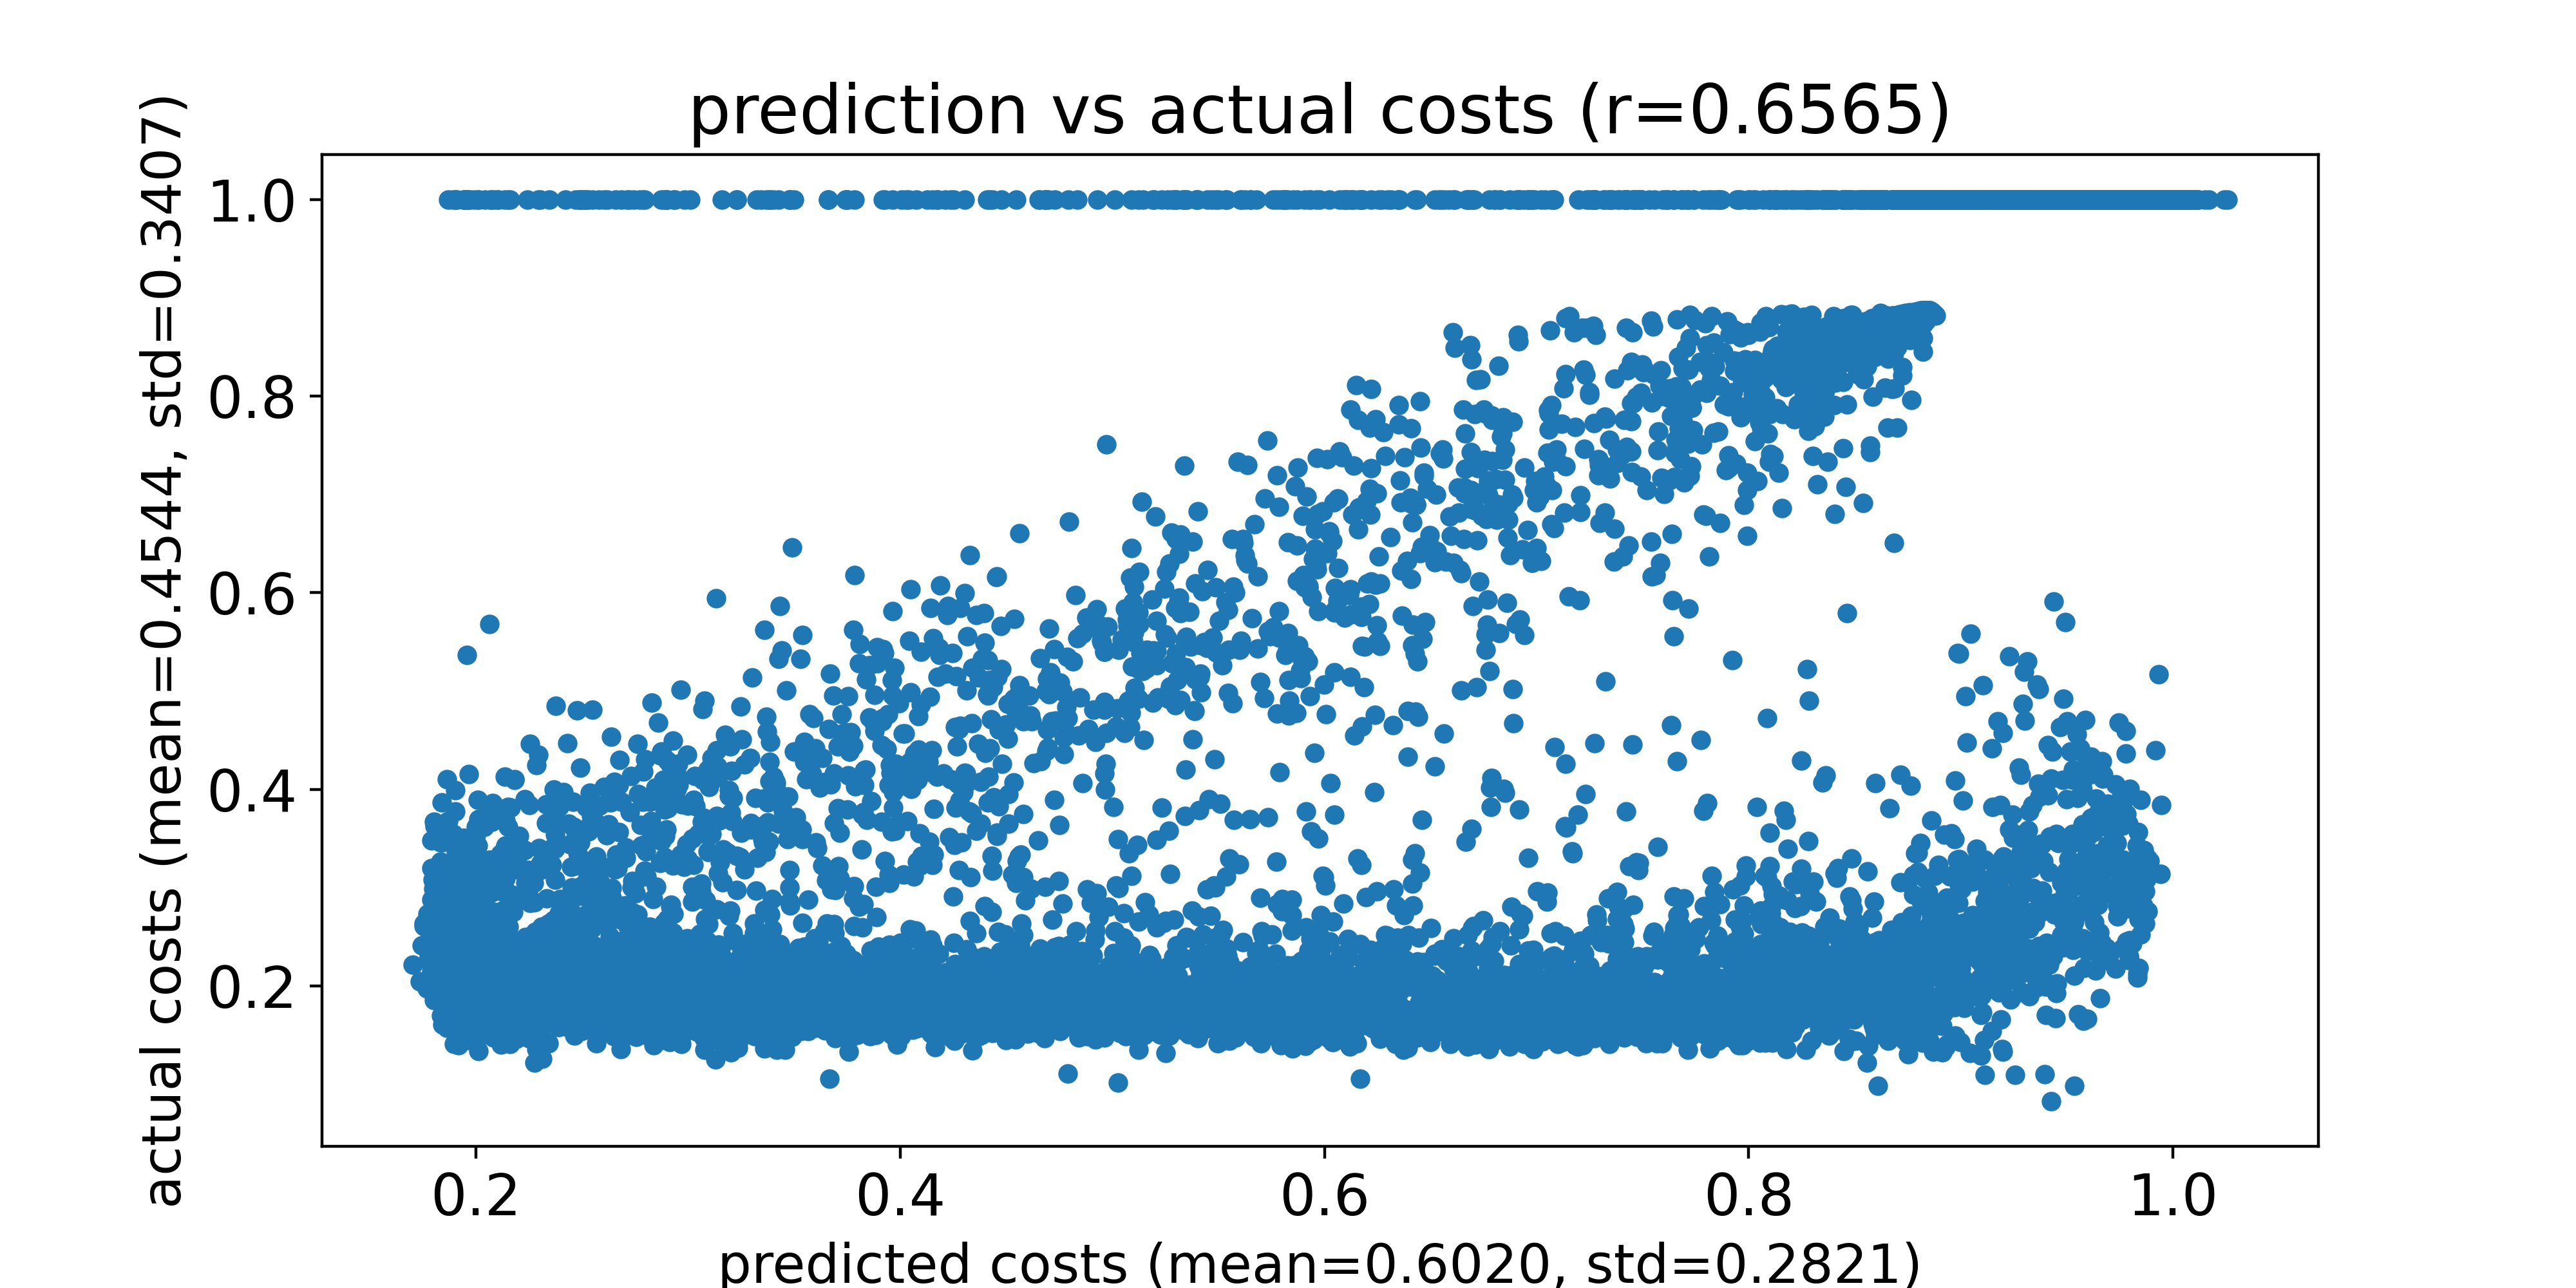 prediction vs actual costs (r=0.6565)
actual costs (mean=0.4544, std=0.3407)
1.0
0.8
0.6
0.4
0.2
0.2 0.4 0.6 0.8 1.0
predicted costs (mean=0.6020, std=0.2821)